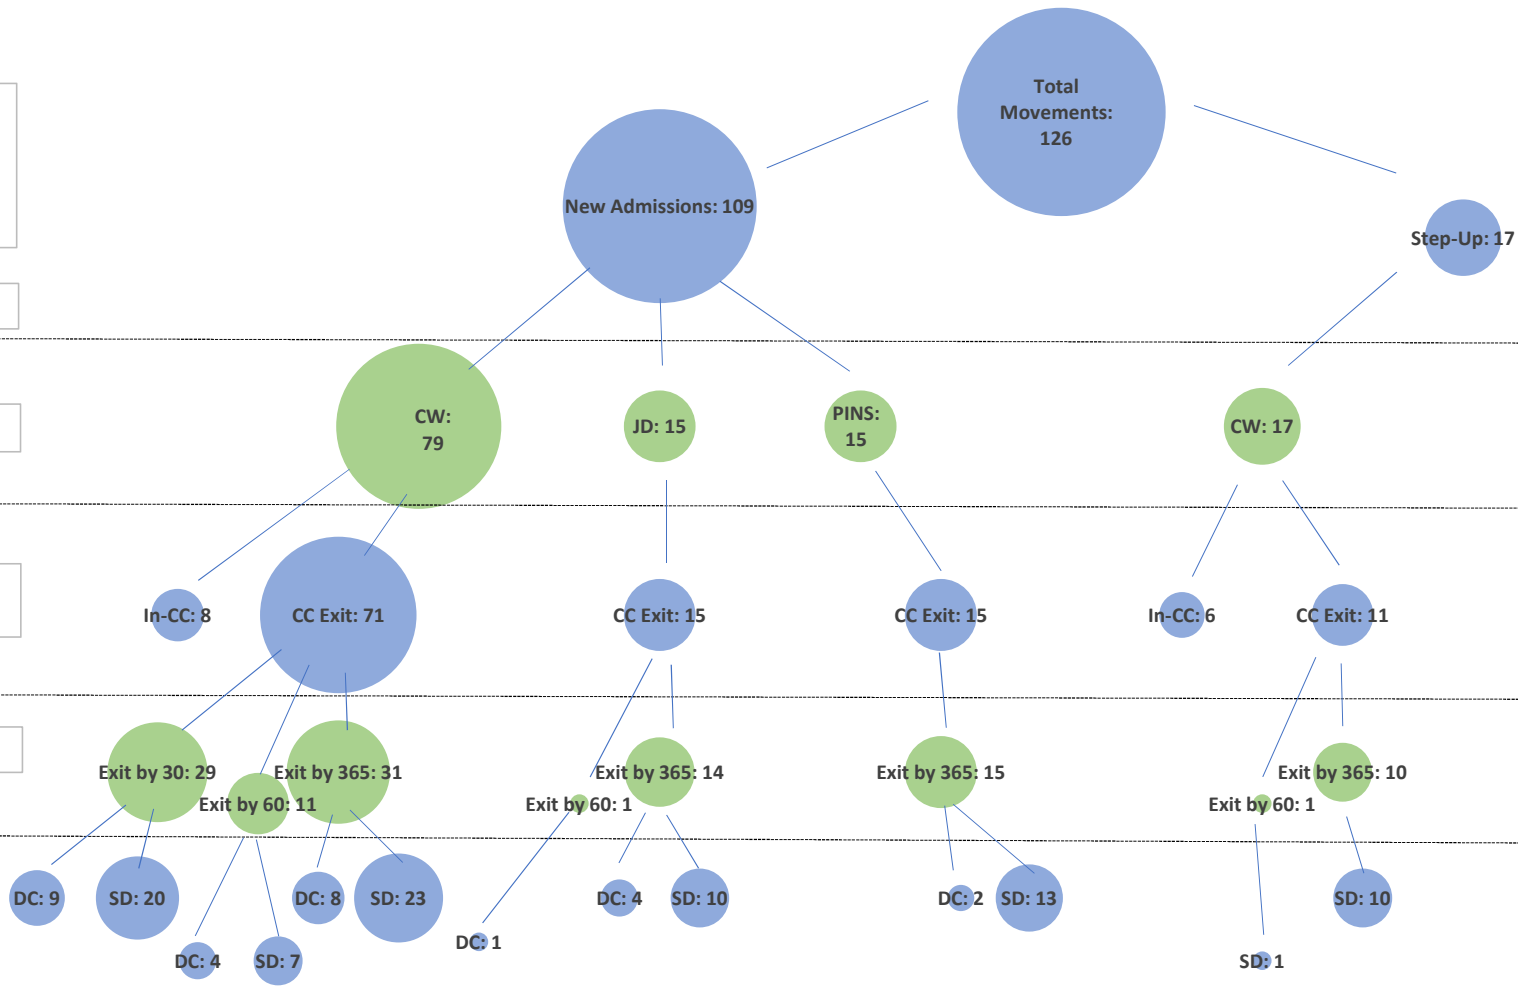 Total
Movements:
126
New Admissions: 109
Step-Up: 17
CW:
79
JD: 15
PINS:
15
CW: 17
In-CC: 8
CC Exit: 71
CC Exit: 15
CC Exit: 15
In-CC: 6
CC Exit: 11
Exit by 30: 29
Exit by 60: 11
Exit by 365: 31
Exit by 60: 1
Exit by 365: 14
Exit by 365: 15
Exit by 60: 1
Exit by 365: 10
DC: 9
SD: 20
DC: 4
SD: 7
DC: 8
SD: 23
DC: 1
DC: 4
SD: 10
DC: 2
SD: 13
SD: 1
SD: 10